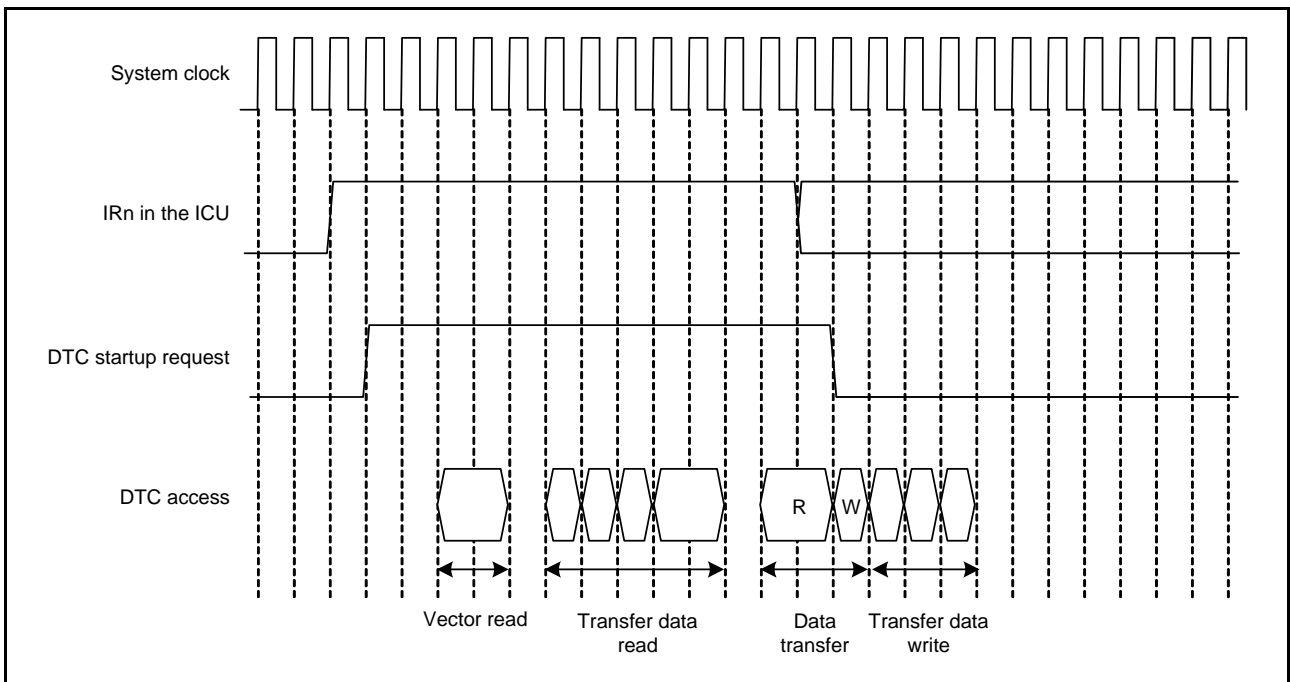 System clock
IRn in the ICU
DTC startup request
DTC access
R
W
Vector read
Transfer data
read
Data
transfer
Transfer data
write